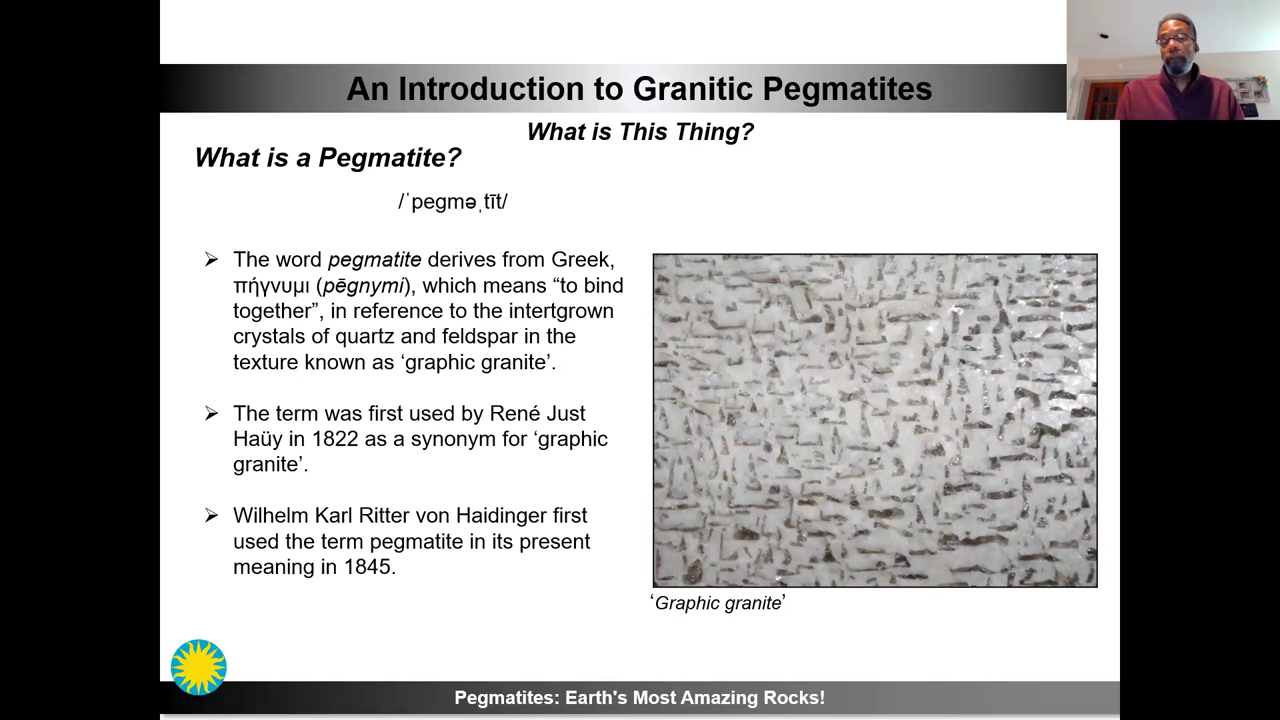 An Introduction to Granitic Pegmatites
What is This Thing?
What is a Pegmatite?
/ˈpegməˌtīt/
➢ The word pegmatite derives from Greek,
πήγνυμι (pēgnymi), which means “to bind
together”, in reference to the intertgrown
crystals of quartz and feldspar in the
texture known as ‘graphic granite’.
➢ The term was first used by René Just
Haüy in 1822 as a synonym for ‘graphic
granite’.
➢ Wilhelm Karl Ritter von Haidinger first
used the term pegmatite in its present
meaning in 1845.
‘Graphic granite’
Pegmatites: Earth's Most Amazing Rocks!